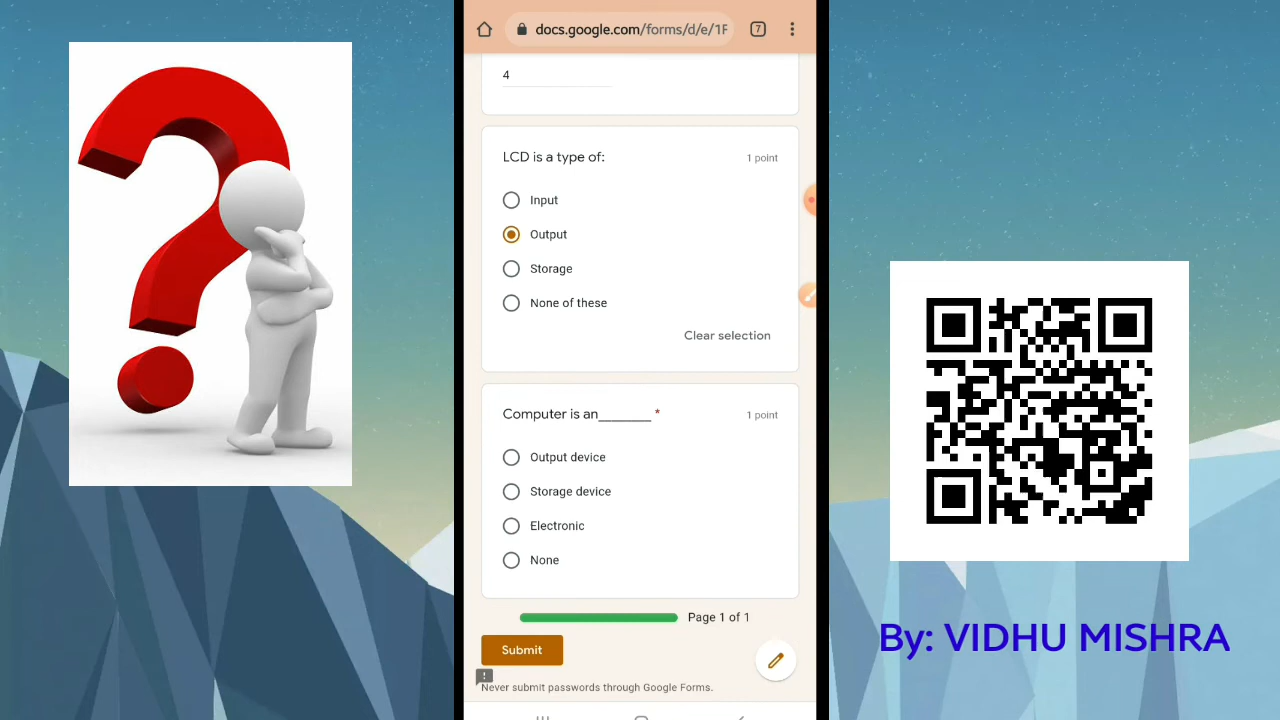 docs.google.com/forms/d/e/1F
7
4
LCD is a type of:
1 point
Input
Output
Storage
None of these
Clear selection
Computer is an________ *
1 point
Output device
Storage device
Electronic
None
Page 1 of 1
Submit
Never submit passwords through Google Forms.
By: VIDHU MISHRA